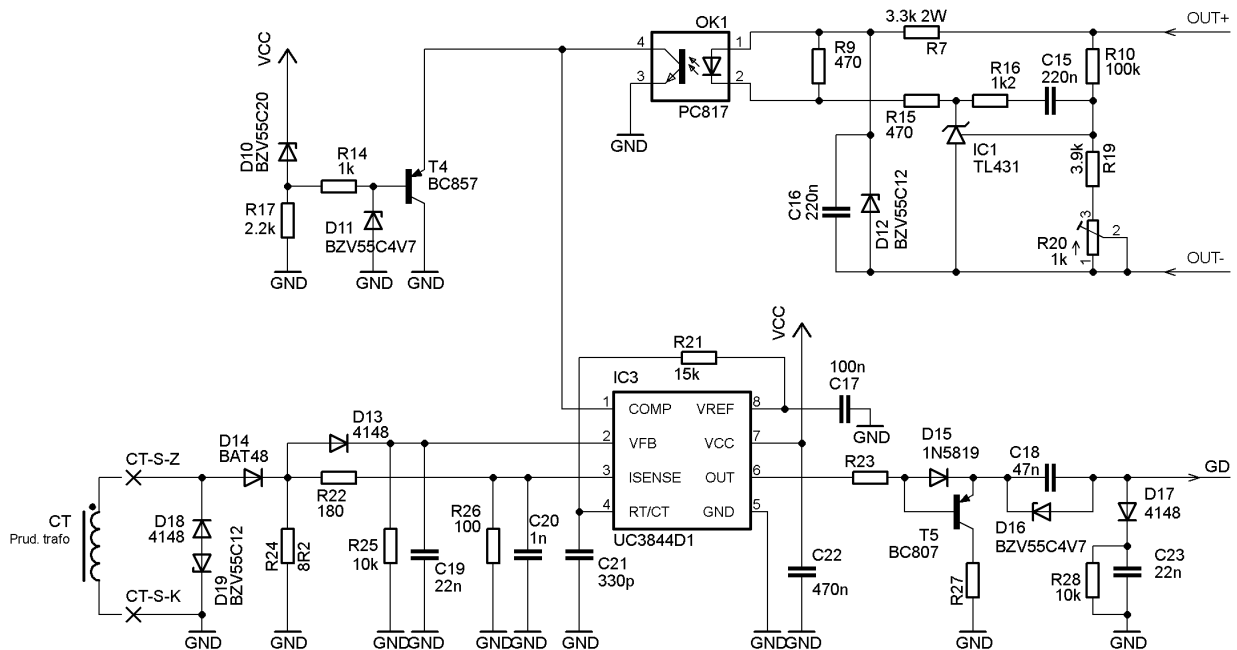 OK1
4
1
3
2
PC817
GND
3.3k 2W
R7
R9
470
R15
470
R16
1k2
C15
220n
R10
100k
OUT+
IC1
TL431
3.9k
R19
C16
220n
D12
BZV55C12
3
2
1
R20
1k
OUT-
VCC
D10
BZV55C20
R14
1k
R17
2.2k
D11
BZV55C4V7
T4
BC857
GND
GND
GND
VCC
R21
15k
IC3
1
COMP
VREF
8
2
VFB
VCC
7
3
ISENSE
OUT
6
4
RT/CT
GND
5
UC3844D1
100n
C17
GND
D13
4148
D14
BAT48
CT-S-Z
CT
Prud. trafo
CT-S-K
D18
4148
D19
BZV55C12
R24
8R2
R22
180
R25
10k
C19
22n
R26
100
C20
1n
C21
330p
C22
470n
R23
D15
1N5819
T5
BC807
R27
C18
47n
D16
BZV55C4V7
GD
D17
4148
R28
10k
C23
22n
GND
GND
GND
GND
GND
GND
GND
GND
GND
GND
GND